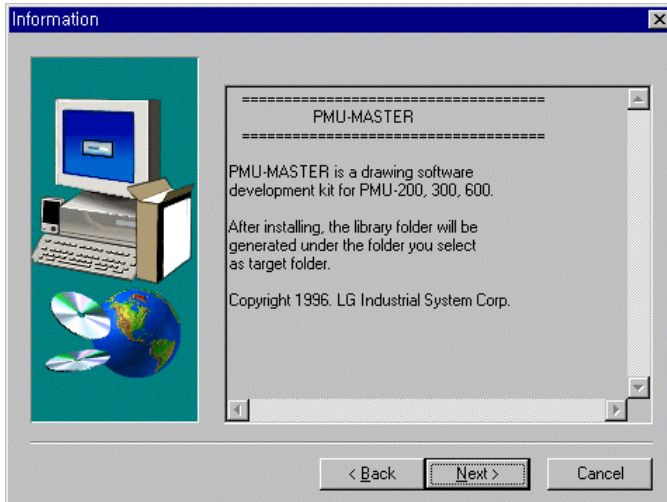 Information
====================================
PMU-MASTER
====================================
PMU-MASTER is a drawing software
development kit for PMU-200, 300, 600.
After installing, the library folder will be
generated under the folder you select
as target folder.
Copyright 1996. LG Industrial System Corp.
< Back Next > Cancel